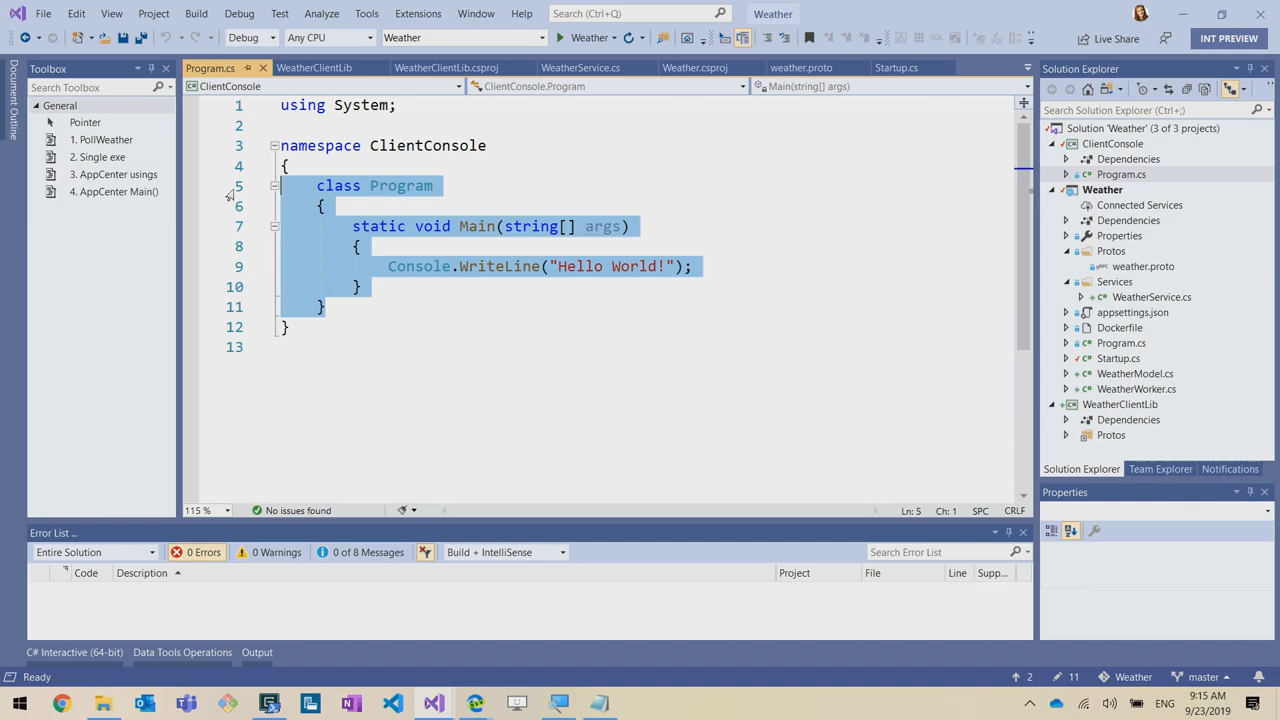 File Edit View Project Build Debug Test Analyze Tools Extensions Window Help Search (Ctrl+Q) Weather
Debug Any CPU Weather Weather Live Share INT PREVIEW
Document Outline
Toolbox
Search Toolbox
General
Pointer
1. PollWeather
2. Single exe
3. AppCenter usings
4. AppCenter Main()
Program.cs WeatherClientLib WeatherClientLib.csproj WeatherService.cs Weather.csproj weather.proto Startup.cs
ClientConsole ClientConsole.Program Main(string[] args)
1 using System;
2
3 namespace ClientConsole
4 {
5 class Program
6 {
7 static void Main(string[] args)
8 {
9 Console.WriteLine("Hello World!");
10 }
11 }
12 }
13
115 % No issues found Ln: 5 Ch: 1 SPC CRLF
Solution Explorer
Search Solution Explorer (Ctrl+;)
Solution 'Weather' (3 of 3 projects)
ClientConsole
Dependencies
Program.cs
Weather
Connected Services
Dependencies
Properties
Protos
weather.proto
Services
WeatherService.cs
appsettings.json
Dockerfile
Program.cs
Startup.cs
WeatherModel.cs
WeatherWorker.cs
WeatherClientLib
Dependencies
Protos
Solution Explorer Team Explorer Notifications
Properties
Error List ...
Entire Solution 0 Errors 0 Warnings 0 of 8 Messages Build + IntelliSense Search Error List
Code Description Project File Line Supp...
C# Interactive (64-bit) Data Tools Operations Output
Ready 2 11 Weather master
ENG 9:15 AM
9/23/2019